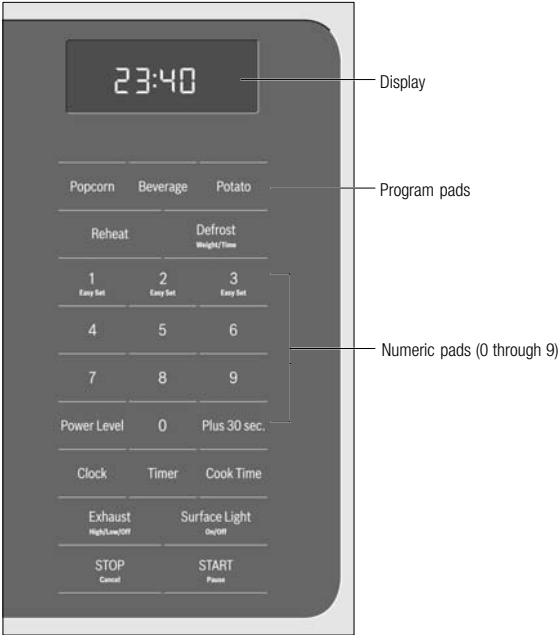 23:40
Display
Popcorn Beverage Potato
Program pads
Reheat Defrost
Weight/Time
1 2 3
Easy Set Easy Set Easy Set
4 5 6
Numeric pads (0 through 9)
7 8 9
Power Level 0 Plus 30 sec.
Clock Timer Cook Time
Exhaust Surface Light
High/Low/Off On/Off
STOP START
Cancel Pause